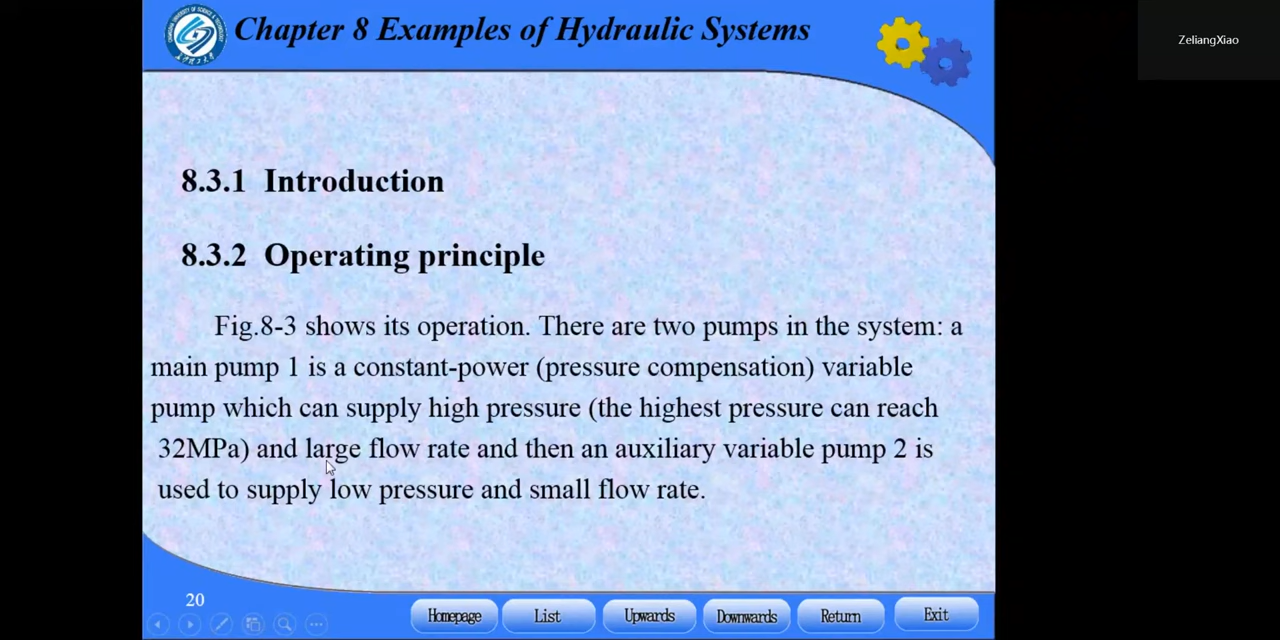 Chapter 8 Examples of Hydraulic Systems
ZeliangXiao
8.3.1 Introduction
8.3.2 Operating principle
Fig.8-3 shows its operation. There are two pumps in the system: a
main pump 1 is a constant-power (pressure compensation) variable
pump which can supply high pressure (the highest pressure can reach
32MPa) and large flow rate and then an auxiliary variable pump 2 is
used to supply low pressure and small flow rate.
20
Homepage List Upwards Downwards Return Exit